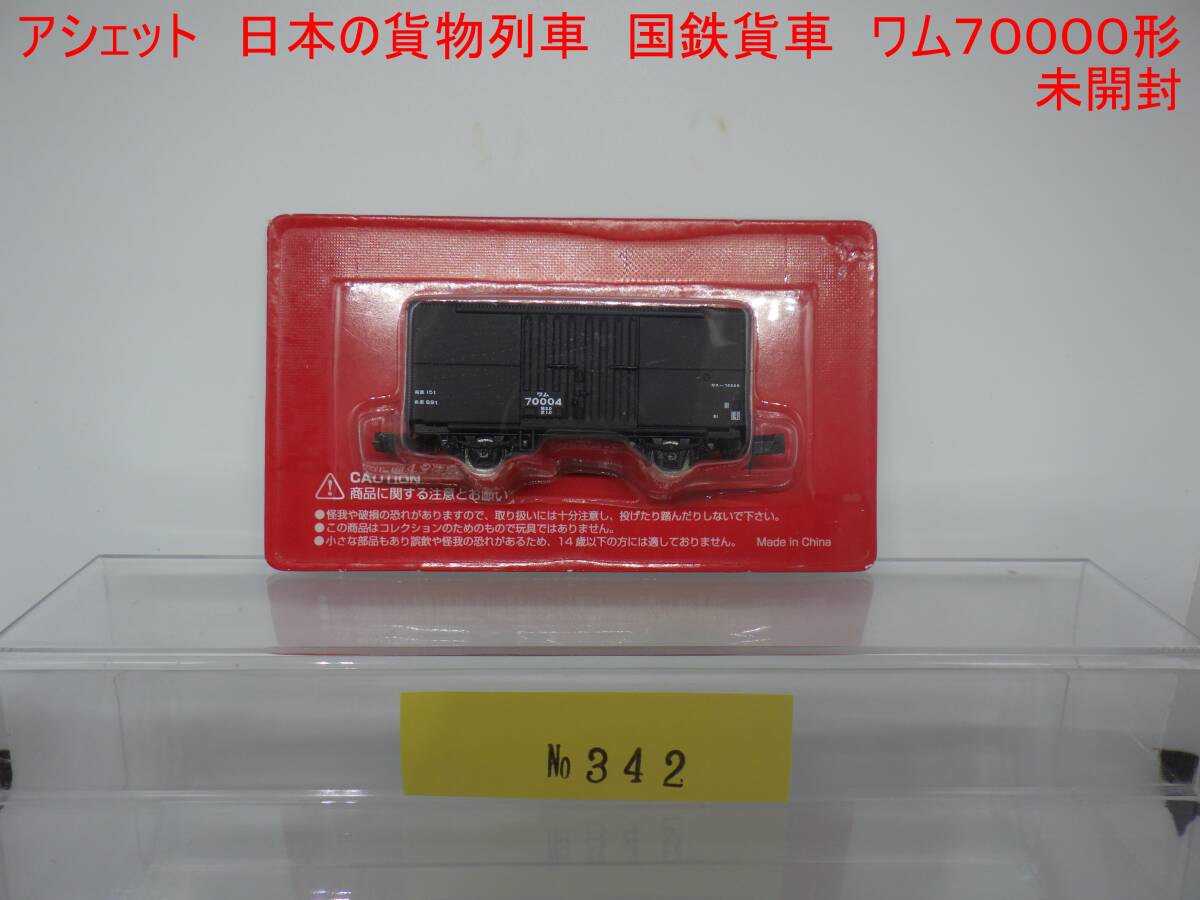 アシェット　日本の貨物列車　国鉄貨車　ワム７００００形
未開封
ワム
70004
CAUTION
商品に関する注意とお願い
●怪我や破損の恐れがありますので、取り扱いには十分注意し、投げたり踏んだりしないで下さい。
●この商品はコレクションのためのもので玩具ではありません。
●小さな部品もあり誤飲や怪我の恐れがあるため、14歳以下の方には適しておりません。 Made in China
№342